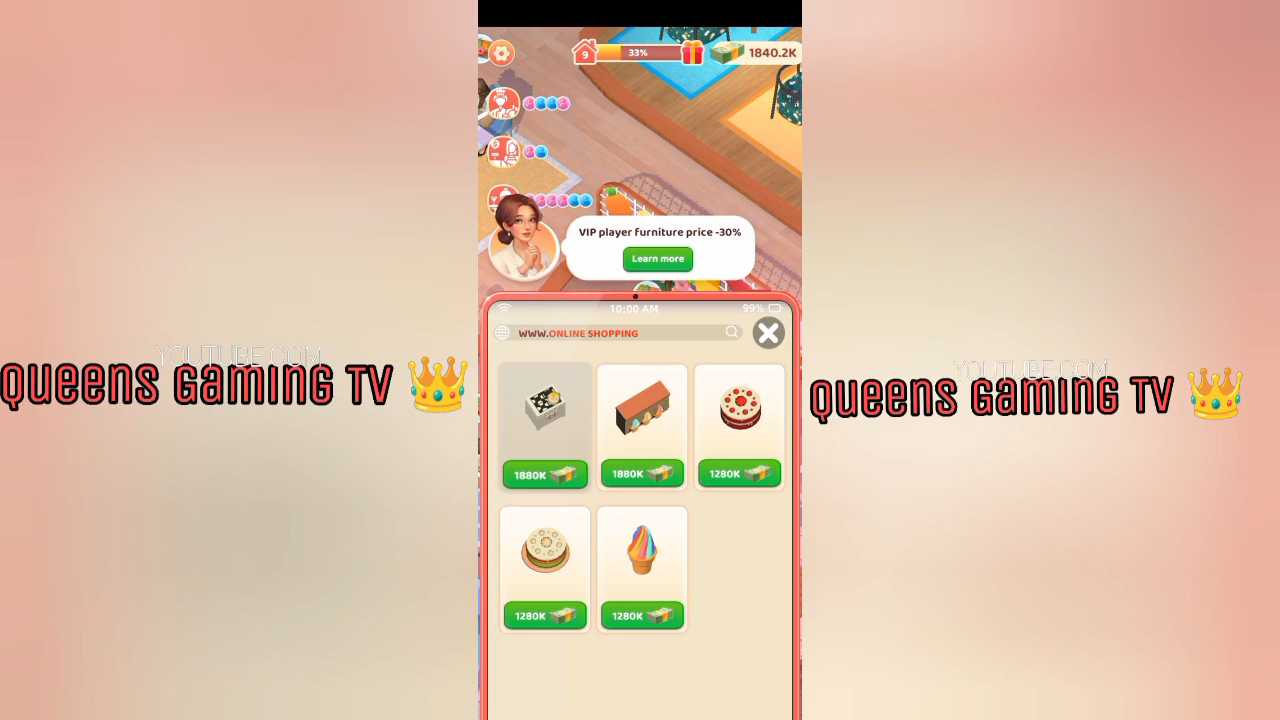 9
33%
1840.2K
VIP player furniture price -30%
Learn more
10:00 AM
99%
WWW.ONLINE SHOPPING
YOUTUBE.COM
Queens Gaming TV 👑
YOUTUBE.COM
Queens Gaming TV 👑
1880K
1880K
1280K
1280K
1280K